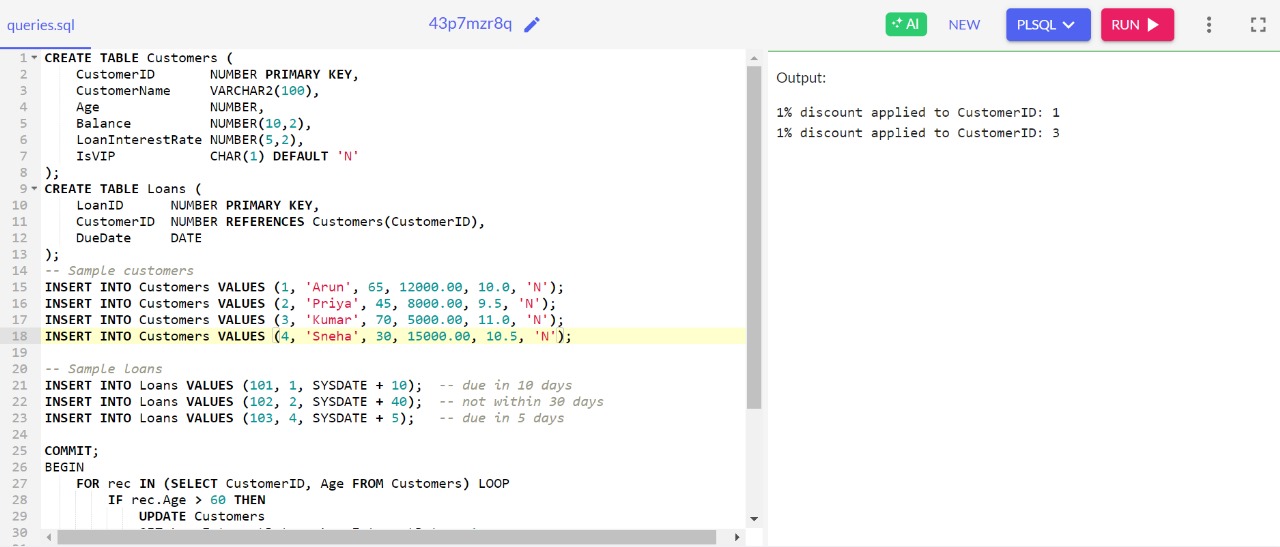 queries.sql
43p7mzr8q
AI
NEW
PLSQL
RUN
1 CREATE TABLE Customers (
2     CustomerID       NUMBER PRIMARY KEY,
3     CustomerName     VARCHAR2(100),
4     Age              NUMBER,
5     Balance          NUMBER(10,2),
6     LoanInterestRate NUMBER(5,2),
7     IsVIP            CHAR(1) DEFAULT 'N'
8 );
9 CREATE TABLE Loans (
10     LoanID      NUMBER PRIMARY KEY,
11     CustomerID  NUMBER REFERENCES Customers(CustomerID),
12     DueDate     DATE
13 );
14 -- Sample customers
15 INSERT INTO Customers VALUES (1, 'Arun', 65, 12000.00, 10.0, 'N');
16 INSERT INTO Customers VALUES (2, 'Priya', 45, 8000.00, 9.5, 'N');
17 INSERT INTO Customers VALUES (3, 'Kumar', 70, 5000.00, 11.0, 'N');
18 INSERT INTO Customers VALUES (4, 'Sneha', 30, 15000.00, 10.5, 'N');
19
20 -- Sample loans
21 INSERT INTO Loans VALUES (101, 1, SYSDATE + 10);  -- due in 10 days
22 INSERT INTO Loans VALUES (102, 2, SYSDATE + 40);  -- not within 30 days
23 INSERT INTO Loans VALUES (103, 4, SYSDATE + 5);   -- due in 5 days
24
25 COMMIT;
26 BEGIN
27     FOR rec IN (SELECT CustomerID, Age FROM Customers) LOOP
28         IF rec.Age > 60 THEN
29             UPDATE Customers
30
Output:
1% discount applied to CustomerID: 1
1% discount applied to CustomerID: 3